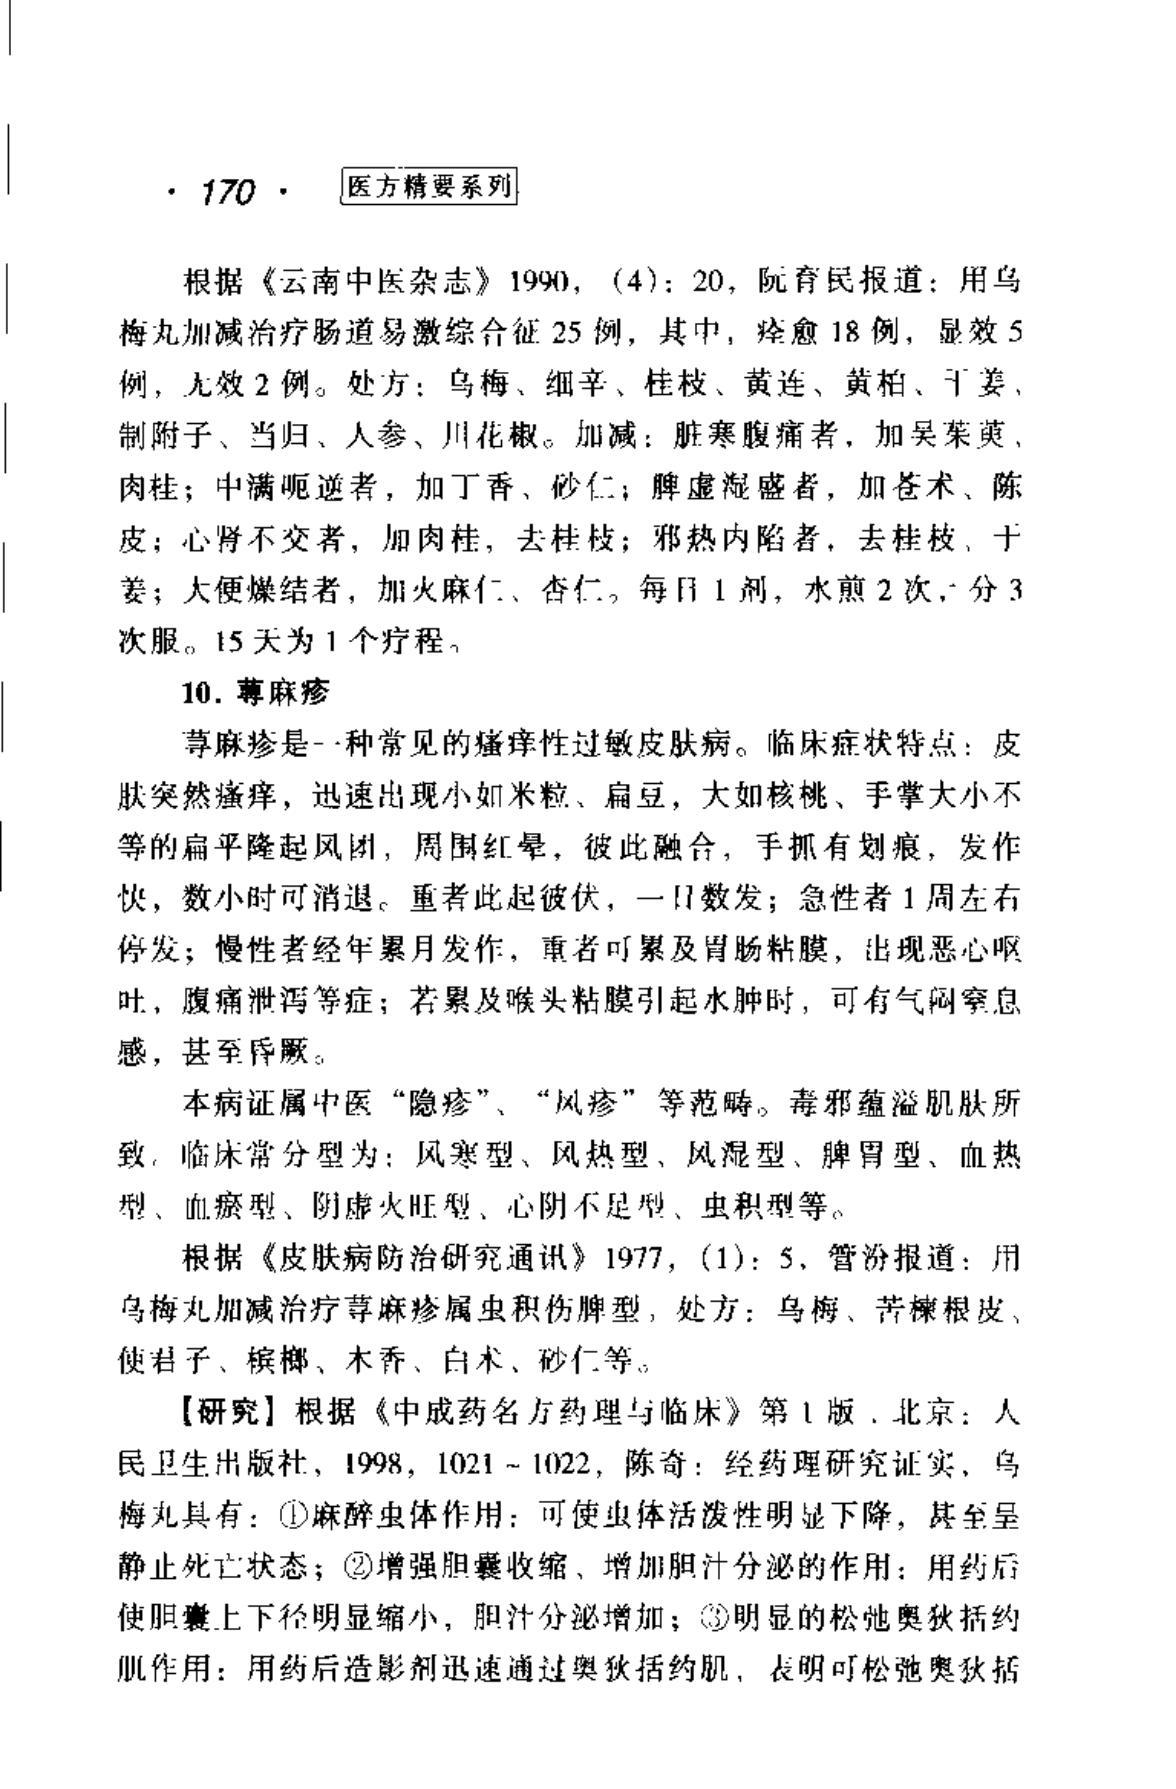 · 170 · 医方精要系列
根据《云南中医杂志》1990，(4)：20，阮育民报道：用乌
梅丸加减治疗肠道易激综合征 25 例，其中，痊愈 18 例，显效 5
例，无效 2 例。处方：乌梅、细辛、桂枝、黄连、黄柏、干姜、
制附子、当归、人参、川花椒。加减：脏寒腹痛者，加吴茱萸、
肉桂；中满呃逆者，加丁香、砂仁；脾虚湿盛者，加苍术、陈
皮；心肾不交者，加肉桂，去桂枝；邪热内陷者，去桂枝、干
姜；大便燥结者，加火麻仁、杏仁。每日 1 剂，水煎 2 次，分 3
次服。15 天为 1 个疗程。
10. 荨麻疹
荨麻疹是一种常见的瘙痒性过敏皮肤病。临床症状特点：皮
肤突然瘙痒，迅速出现小如米粒、扁豆，大如核桃、手掌大小不
等的扁平隆起风团，周围红晕，彼此融合，手抓有划痕，发作
快，数小时可消退。重者此起彼伏，一日数发；急性者 1 周左右
停发；慢性者经年累月发作，重者可累及胃肠粘膜，出现恶心呕
吐，腹痛泄泻等症；若累及喉头粘膜引起水肿时，可有气闷窒息
感，甚至昏厥。
本病证属中医“隐疹”、“风疹”等范畴。毒邪蕴溢肌肤所
致。临床常分型为：风寒型、风热型、风湿型、脾胃型、血热
型、血瘀型、阴虚火旺型、心阴不足型、虫积型等。
根据《皮肤病防治研究通讯》1977，(1)：5，管汾报道：用
乌梅丸加减治疗荨麻疹属虫积伤脾型，处方：乌梅、苦楝根皮、
使君子、槟榔、木香、白术、砂仁等。
【研究】根据《中成药名方药理与临床》第 1 版．北京：人
民卫生出版社，1998，1021～1022，陈奇：经药理研究证实，乌
梅丸具有：①麻醉虫体作用：可使虫体活泼性明显下降，甚至呈
静止死亡状态；②增强胆囊收缩、增加胆汁分泌的作用：用药后
使胆囊上下径明显缩小，胆汁分泌增加；③明显的松弛奥狄括约
肌作用：用药后造影剂迅速通过奥狄括约肌，表明可松弛奥狄括